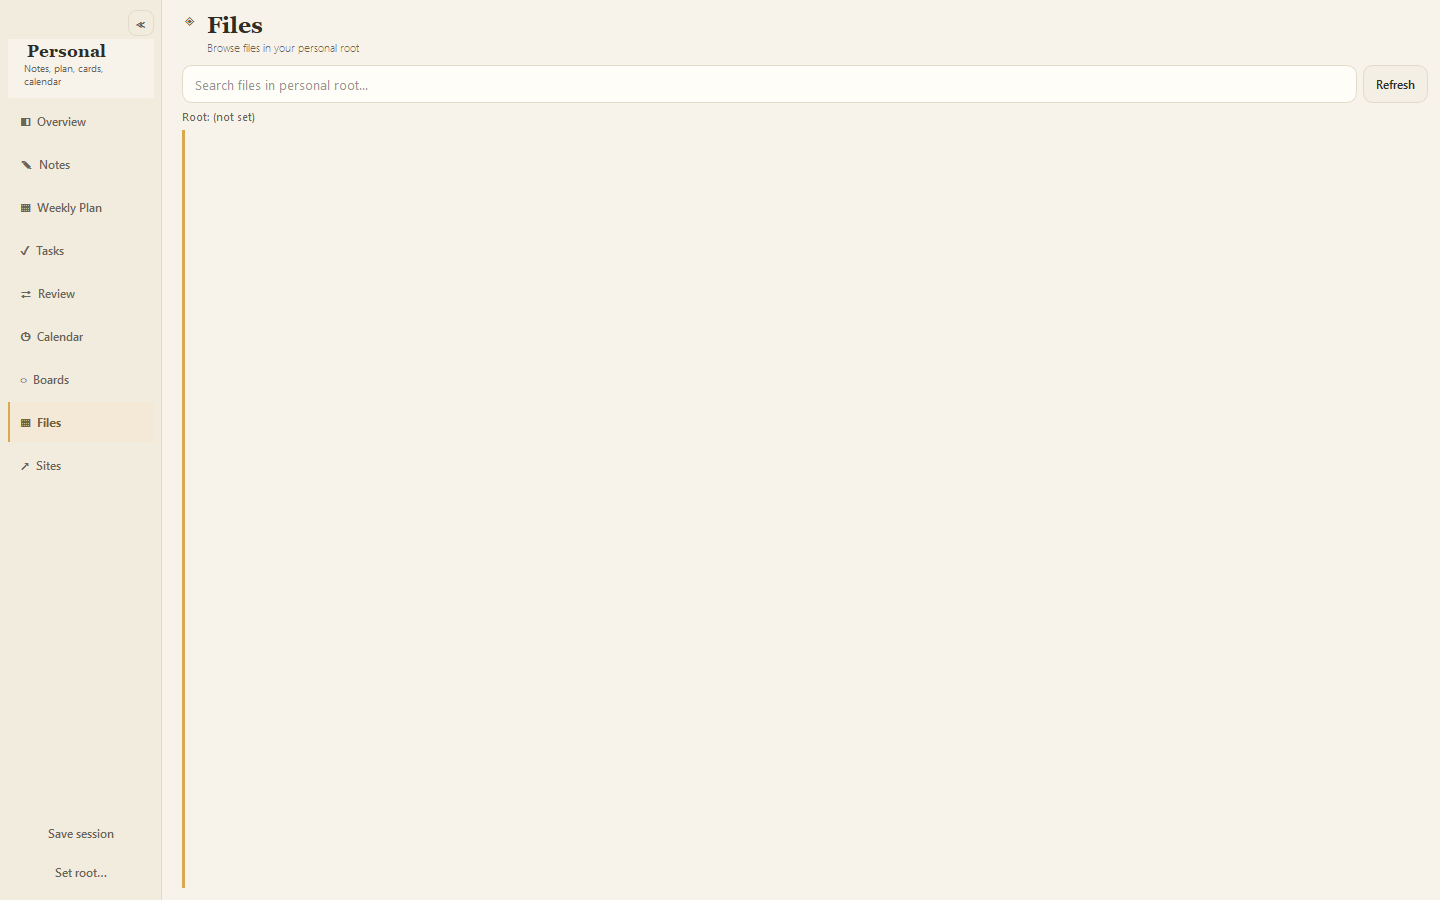 ≪
Personal
Notes, plan, cards,
calendar
Overview
Notes
Weekly Plan
Tasks
Review
Calendar
Boards
Files
Sites
Save session
Set root...
Files
Browse files in your personal root
Search files in personal root...
Refresh
Root: (not set)